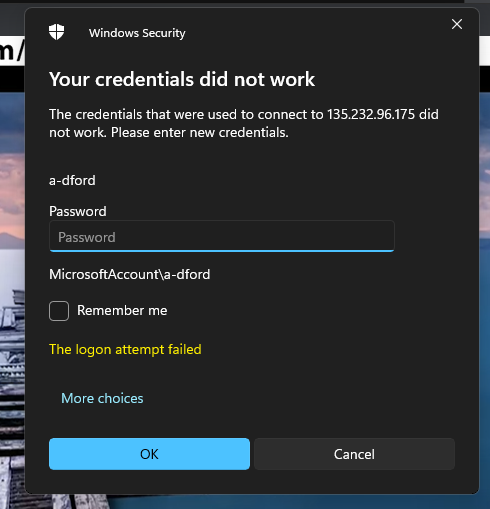 m/
Windows Security
Your credentials did not work
The credentials that were used to connect to 135.232.96.175 did
not work. Please enter new credentials.
a-dford
Password
Password
MicrosoftAccount\a-dford
Remember me
The logon attempt failed
More choices
OK
Cancel